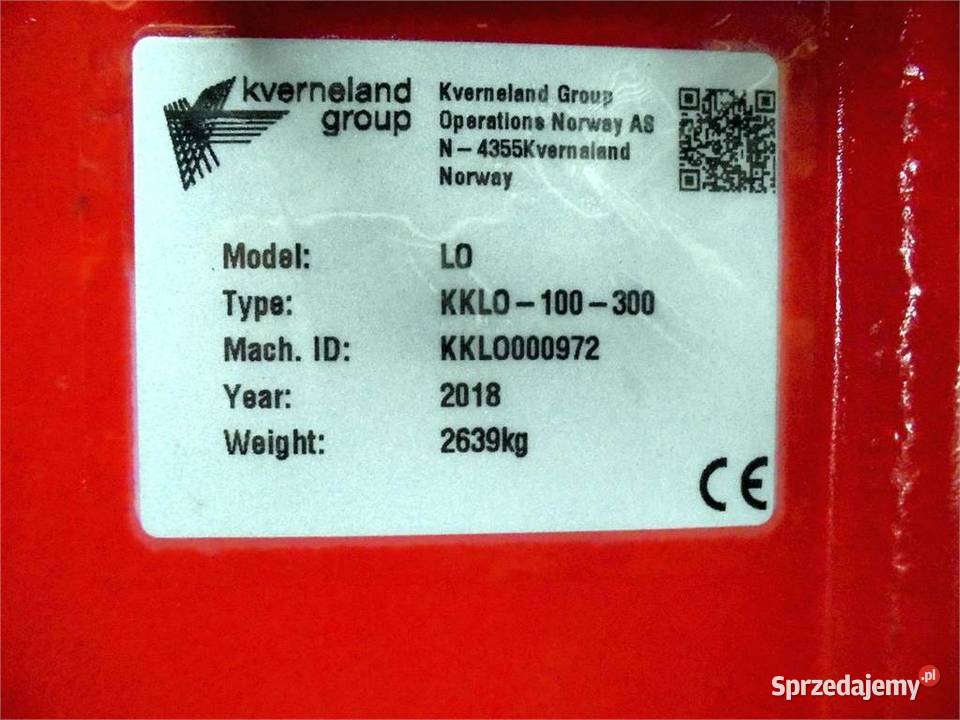 kverneland
group
Kverneland Group
Operations Norway AS
N – 4355Kvernaland
Norway
Model: LO
Type: KKLO – 100 – 300
Mach. ID: KKLO000972
Year: 2018
Weight: 2639kg
CE
Sprzedajemy.pl